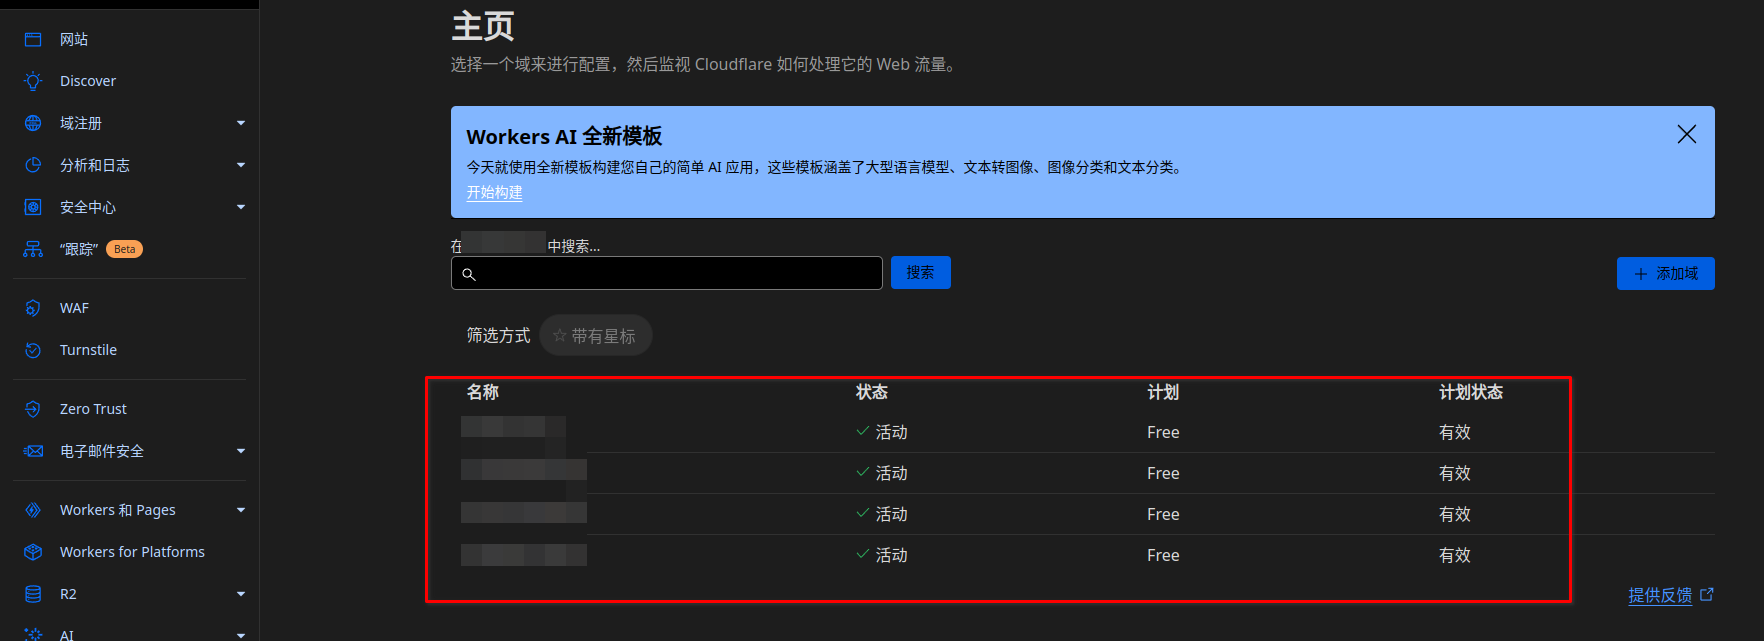 网站
Discover
域注册
分析和日志
安全中心
“跟踪” Beta
WAF
Turnstile
Zero Trust
电子邮件安全
Workers 和 Pages
Workers for Platforms
R2
AI
主页
选择一个域来进行配置，然后监视 Cloudflare 如何处理它的 Web 流量。
Workers AI 全新模板
今天就使用全新模板构建您自己的简单 AI 应用，这些模板涵盖了大型语言模型、文本转图像、图像分类和文本分类。
开始构建
在 中搜索...
搜索
添加域
筛选方式 带有星标
名称 状态 计划 计划状态
活动 Free 有效
活动 Free 有效
活动 Free 有效
活动 Free 有效
提供反馈